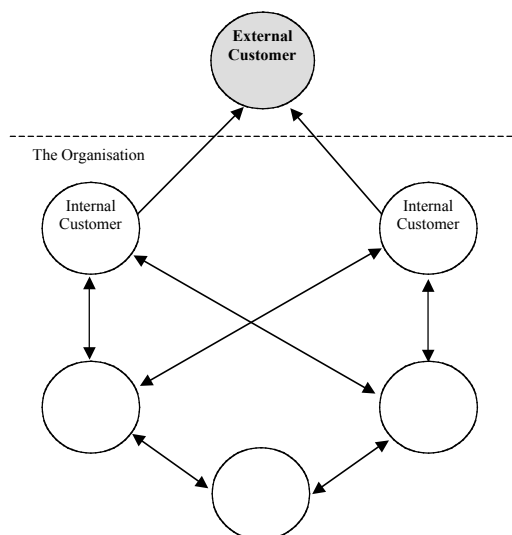 External
Customer
The Organisation
Internal
Customer
Internal
Customer